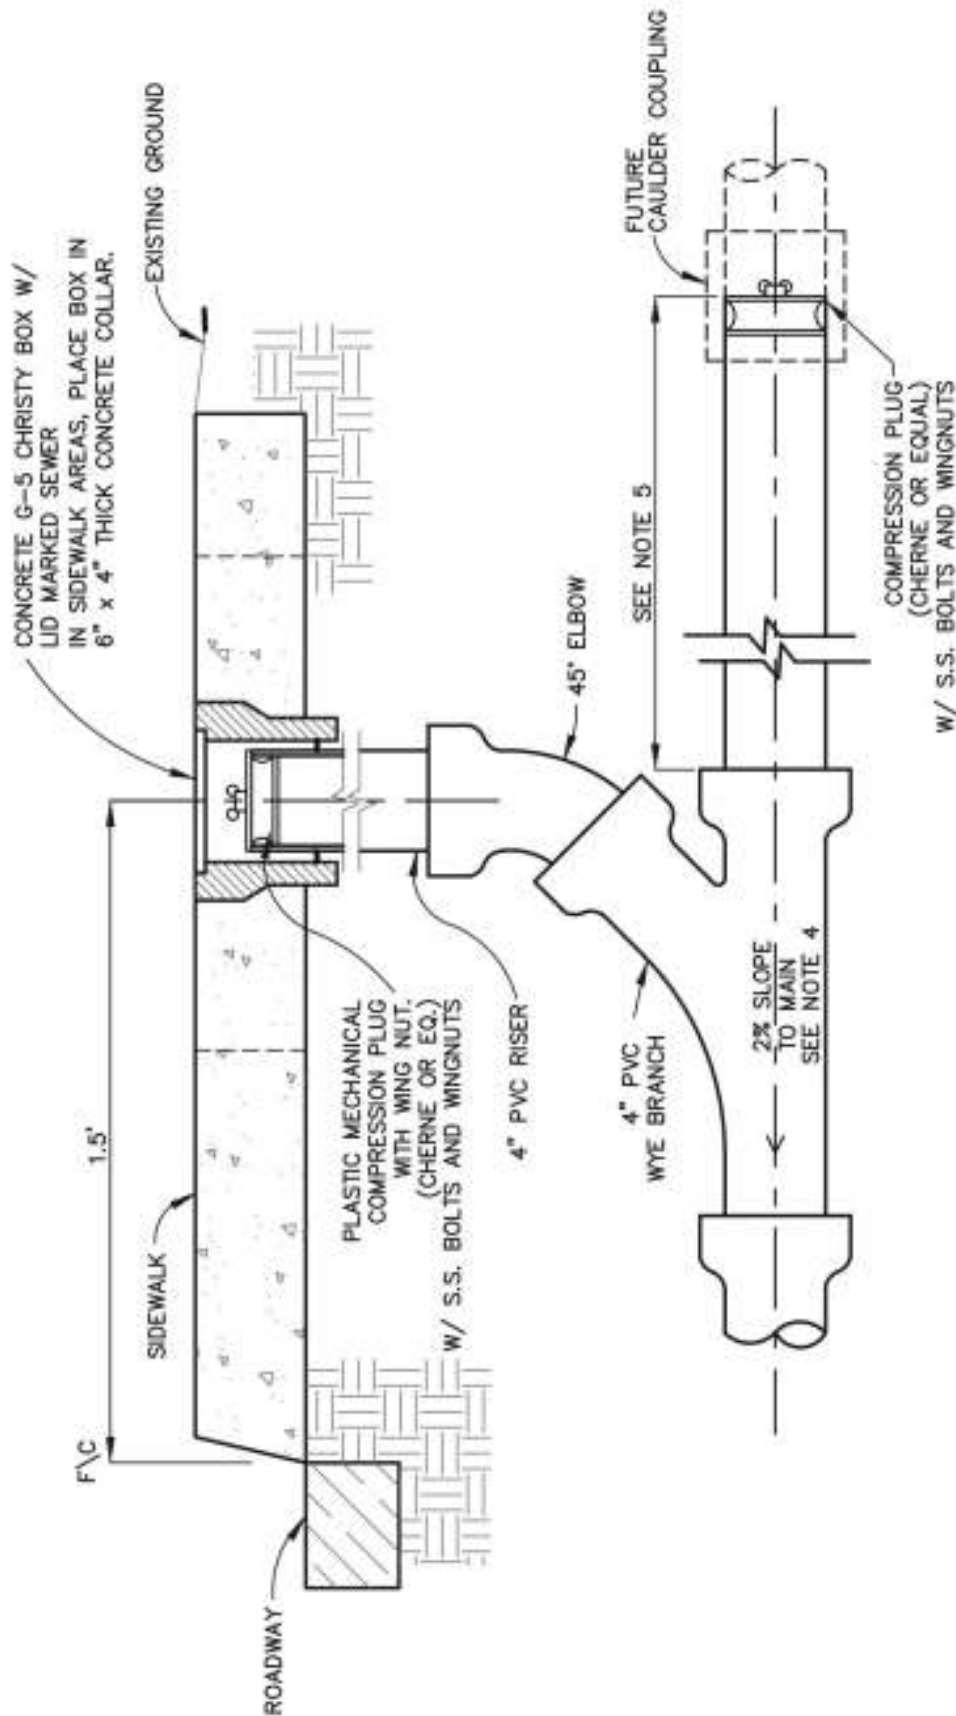 CONCRETE G-5 CHRISTY BOX W/
LID MARKED SEWER
IN SIDEWALK AREAS, PLACE BOX IN
6" x 4" THICK CONCRETE COLLAR.
EXISTING GROUND
F\C
1.5'
SIDEWALK
ROADWAY
PLASTIC MECHANICAL
COMPRESSION PLUG
WITH WING NUT.
(CHERNE OR EQ.)
W/ S.S. BOLTS AND WINGNUTS
4" PVC RISER
45° ELBOW
4" PVC
WYE BRANCH
2% SLOPE
TO MAIN
SEE NOTE 4
SEE NOTE 5
FUTURE
CAULDER COUPLING
COMPRESSION PLUG
(CHERNE OR EQUAL)
W/ S.S. BOLTS AND WINGNUTS